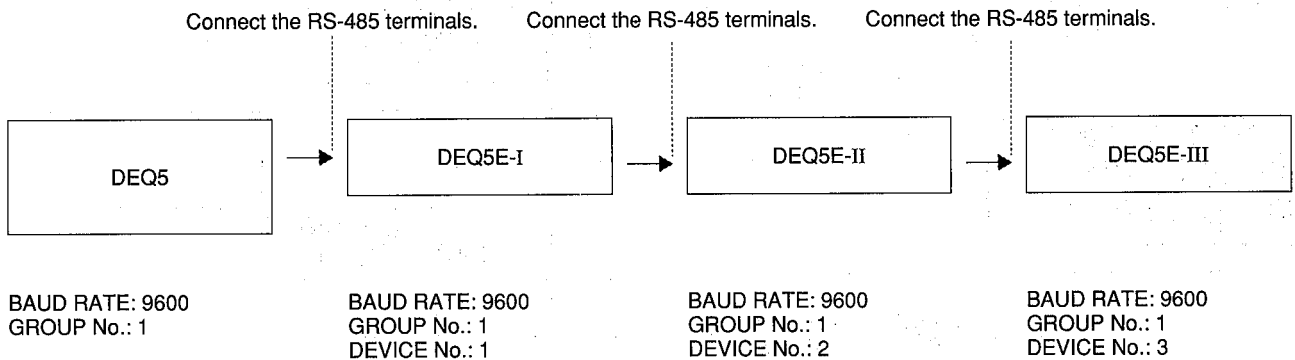 Connect the RS-485 terminals.
Connect the RS-485 terminals.
Connect the RS-485 terminals.
DEQ5
DEQ5E-I
DEQ5E-II
DEQ5E-III
BAUD RATE: 9600
GROUP No.: 1
BAUD RATE: 9600
GROUP No.: 1
DEVICE No.: 1
BAUD RATE: 9600
GROUP No.: 1
DEVICE No.: 2
BAUD RATE: 9600
GROUP No.: 1
DEVICE No.: 3